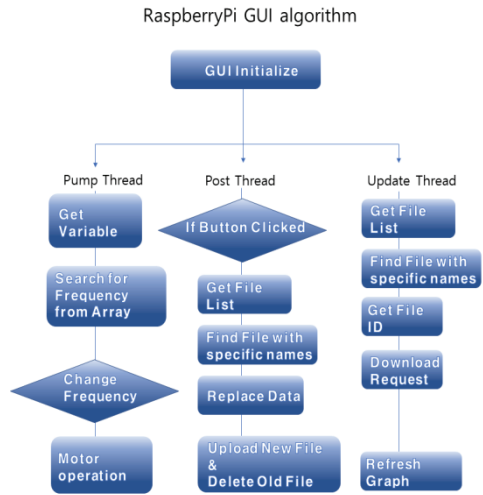 RaspberryPi GUI algorithm
GUI Initialize
Pump Thread
Get
Variable
Search for
Frequency
from Array
Change
Frequency
Motor
operation
Post Thread
If Button Clicked
Get File
List
Find File with
specific names
Replace Data
Upload New File
&
Delete Old File
Update Thread
Get File
List
Find File with
specific names
Get File
ID
Download
Request
Refresh
Graph